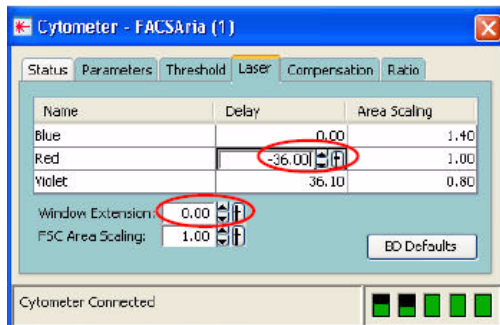 Cytometer - FACSAria (1)
Status Parameters Threshold Laser Compensation Ratio
Name Delay Area Scaling
Blue 0.00 1.40
Red -36.00 1.00
Violet 36.10 0.80
Window Extension: 0.00
FSC Area Scaling: 1.00
BD Defaults
Cytometer Connected